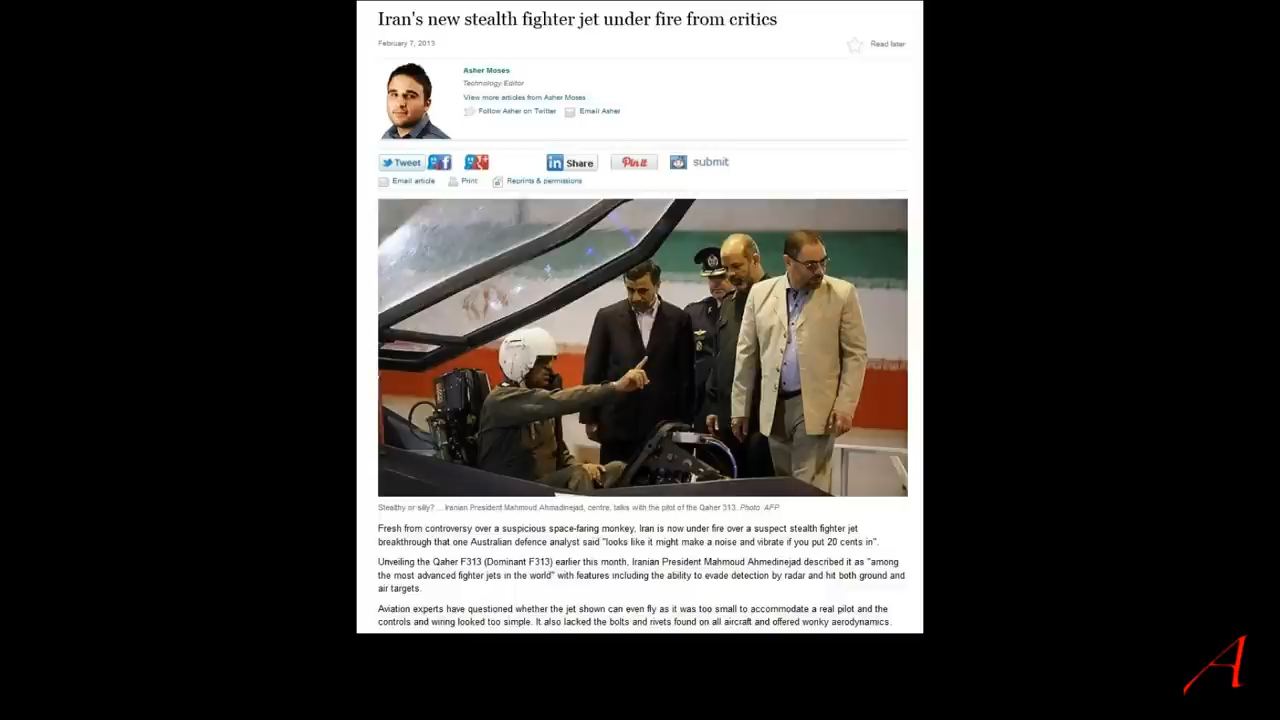 Iran's new stealth fighter jet under fire from critics
February 7, 2013
Read later
Asher Moses
Technology Editor
View more articles from Asher Moses
Follow Asher on Twitter
Email Asher
Tweet
Share
Pin it
submit
Email article
Print
Reprints & permissions
Stealthy or silly? ... Iranian President Mahmoud Ahmadinejad, centre, talks with the pilot of the Qaher 313. Photo: AFP
Fresh from controversy over a suspicious space-faring monkey, Iran is now under fire over a suspect stealth fighter jet
breakthrough that one Australian defence analyst said "looks like it might make a noise and vibrate if you put 20 cents in".
Unveiling the Qaher F313 (Dominant F313) earlier this month, Iranian President Mahmoud Ahmedinejad described it as "among
the most advanced fighter jets in the world" with features including the ability to evade detection by radar and hit both ground and
air targets.
Aviation experts have questioned whether the jet shown can even fly as it was too small to accommodate a real pilot and the
controls and wiring looked too simple. It also lacked the bolts and rivets found on all aircraft and offered wonky aerodynamics.
A